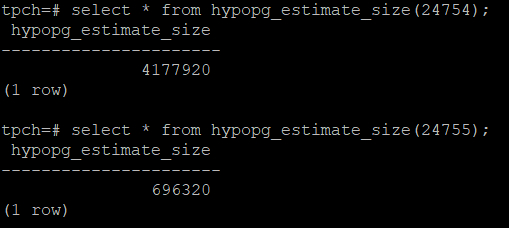 tpch=# select * from hypopg_estimate_size(24754);
 hypopg_estimate_size
----------------------
              4177920
(1 row)

tpch=# select * from hypopg_estimate_size(24755);
 hypopg_estimate_size
----------------------
               696320
(1 row)